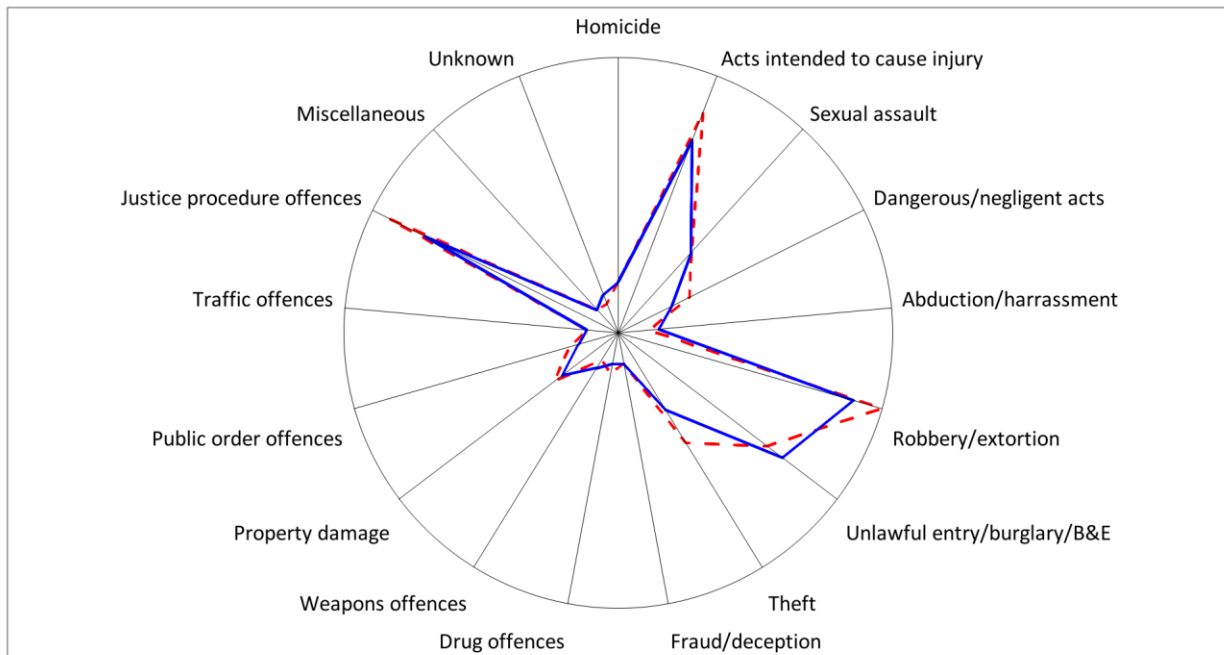 Homicide
Acts intended to cause injury
Sexual assault
Dangerous/negligent acts
Abduction/harrassment
Robbery/extortion
Unlawful entry/burglary/B&E
Theft
Fraud/deception
Drug offences
Weapons offences
Property damage
Public order offences
Traffic offences
Justice procedure offences
Miscellaneous
Unknown